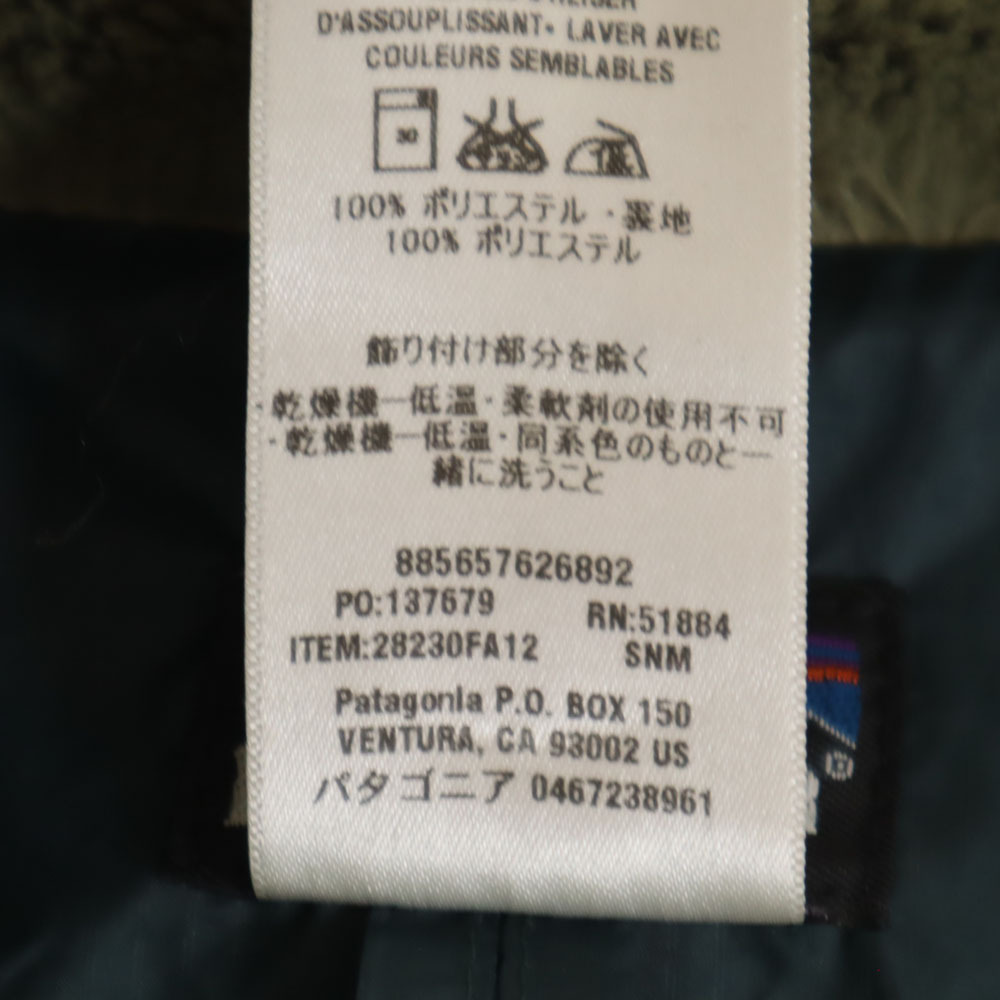 D'ASSOUPLISSANT• LAVER AVEC
COULEURS SEMBLABLES
30 低
100% ポリエステル・裏地
100% ポリエステル
飾り付け部分を除く
・乾燥機一低温・柔軟剤の使用不可
・乾燥機一低温・同系色のものと一
緒に洗うこと
885657626892
PO:137679 RN:51884
ITEM:28230FA12 SNM
Patagonia P.O. BOX 150
VENTURA, CA 93002 US
パタゴニア 0467238961
®